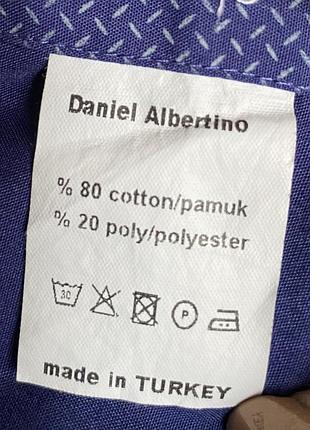 Daniel Albertino
% 80 cotton/pamuk
% 20 poly/polyester
30 P
made in TURKEY